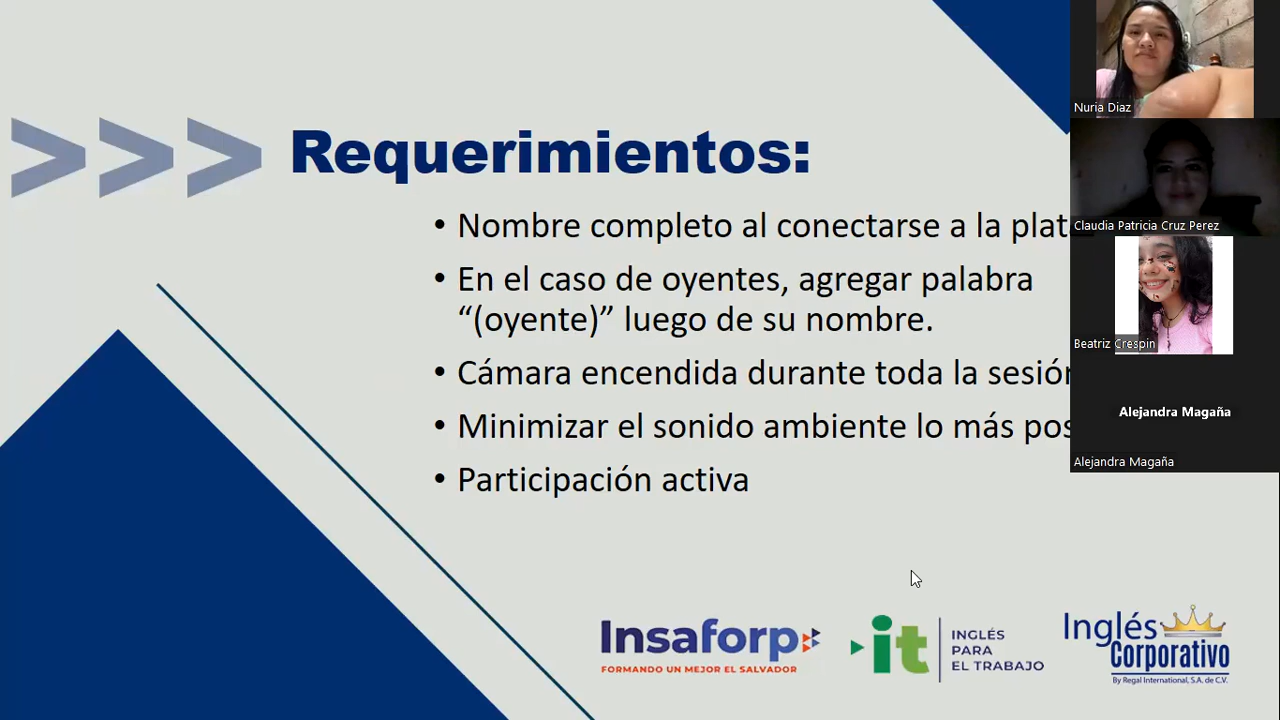 >>> Requerimientos:
• Nombre completo al conectarse a la
• En el caso de oyentes, agregar palabra
“(oyente)” luego de su nombre.
• Cámara encendida durante toda la sesión
• Minimizar el sonido ambiente lo más
• Participación activa
Insaforp
FORMANDO UN MEJOR EL SALVADOR
it
INGLÉS
PARA
EL TRABAJO
Inglés
Corporativo
By Regal International, S.A. de C.V.
Nuria Diaz
Claudia Patricia Cruz Perez
Beatriz Crespin
Alejandra Magaña
Alejandra Magaña